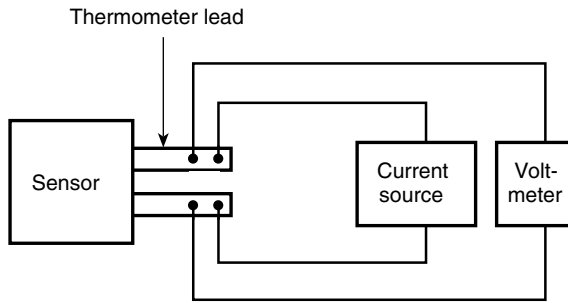 Thermometer lead
Sensor
Current
source
Volt-
meter